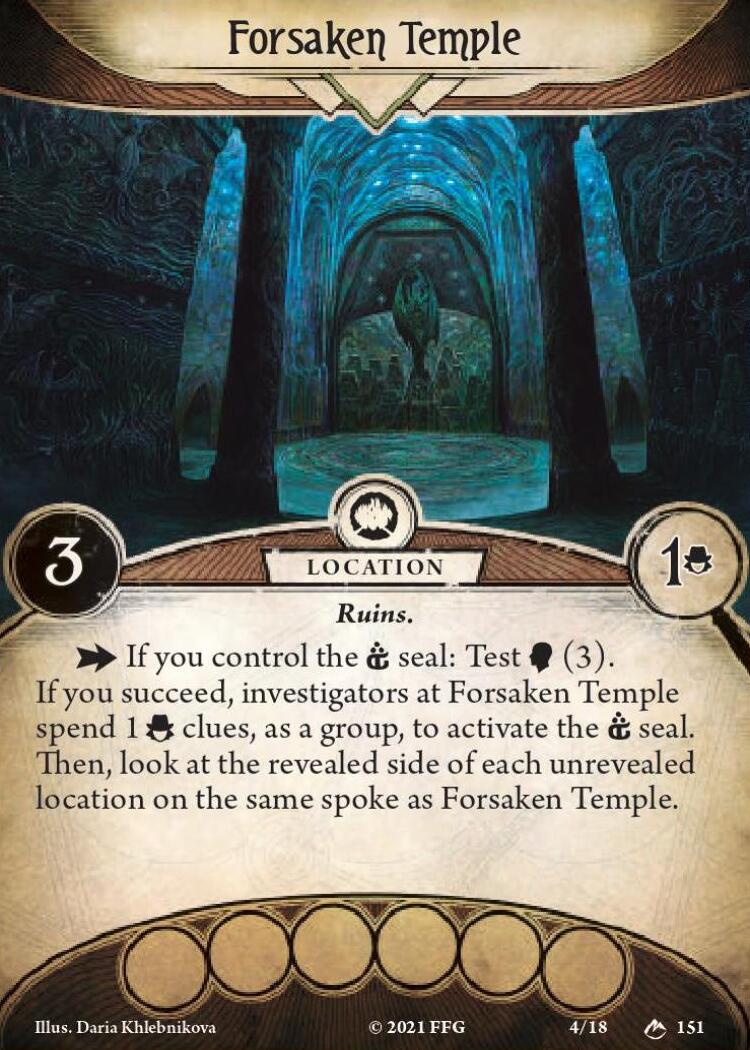 Forsaken Temple
3
LOCATION
1
Ruins.
If you control the seal: Test (3).
If you succeed, investigators at Forsaken Temple
spend 1 clues, as a group, to activate the seal.
Then, look at the revealed side of each unrevealed
location on the same spoke as Forsaken Temple.
Illus. Daria Khlebnikova © 2021 FFG 4/18 151